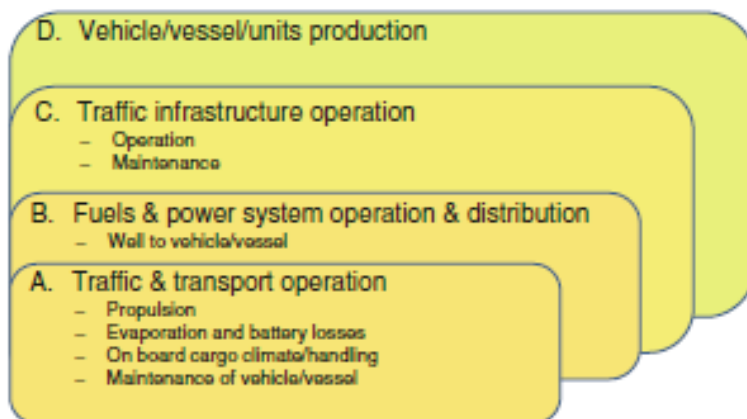 D. Vehicle/vessel/units production
C. Traffic infrastructure operation
– Operation
– Maintenance
B. Fuels & power system operation & distribution
– Well to vehicle/vessel
A. Traffic & transport operation
– Propulsion
– Evaporation and battery losses
– On board cargo climate/handling
– Maintenance of vehicle/vessel